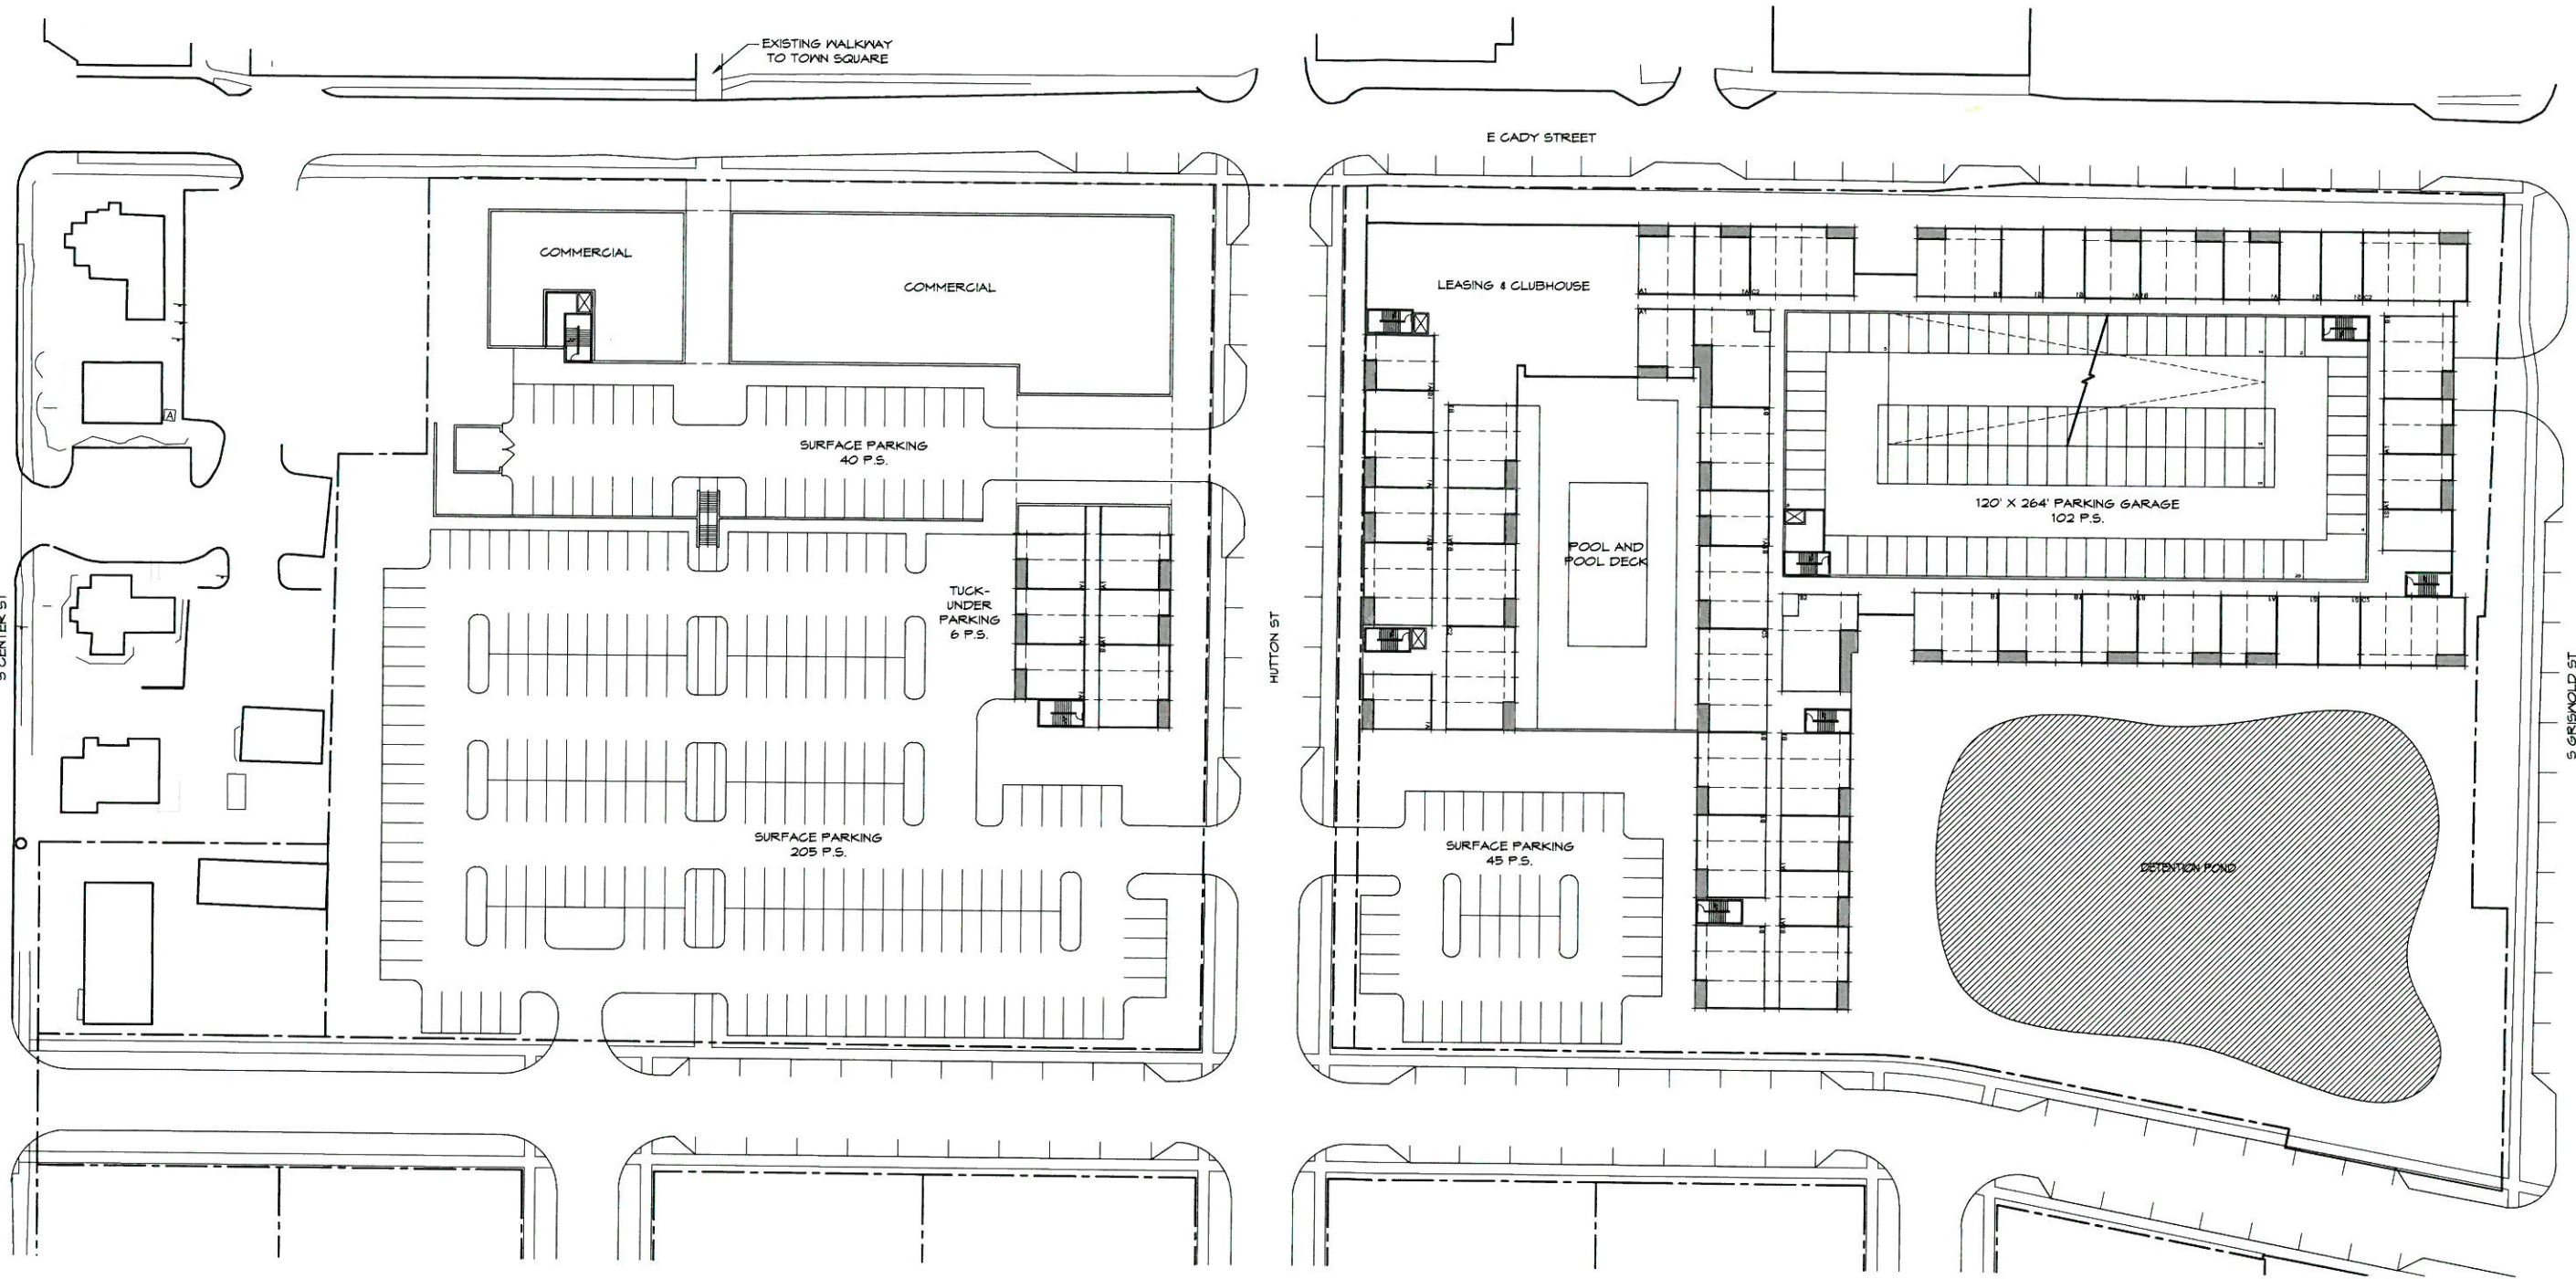 EXISTING WALKWAY
TO TOWN SQUARE
E CADY STREET
COMMERCIAL
COMMERCIAL
LEASING & CLUBHOUSE
A
SURFACE PARKING
40 P.S.
120' X 264' PARKING GARAGE
102 P.S.
POOL AND
POOL DECK
TUCK-
UNDER
PARKING
6 P.S.
S CENTER ST
HUTTON ST
S GRISWOLD ST
SURFACE PARKING
205 P.S.
SURFACE PARKING
45 P.S.
DETENTION POND